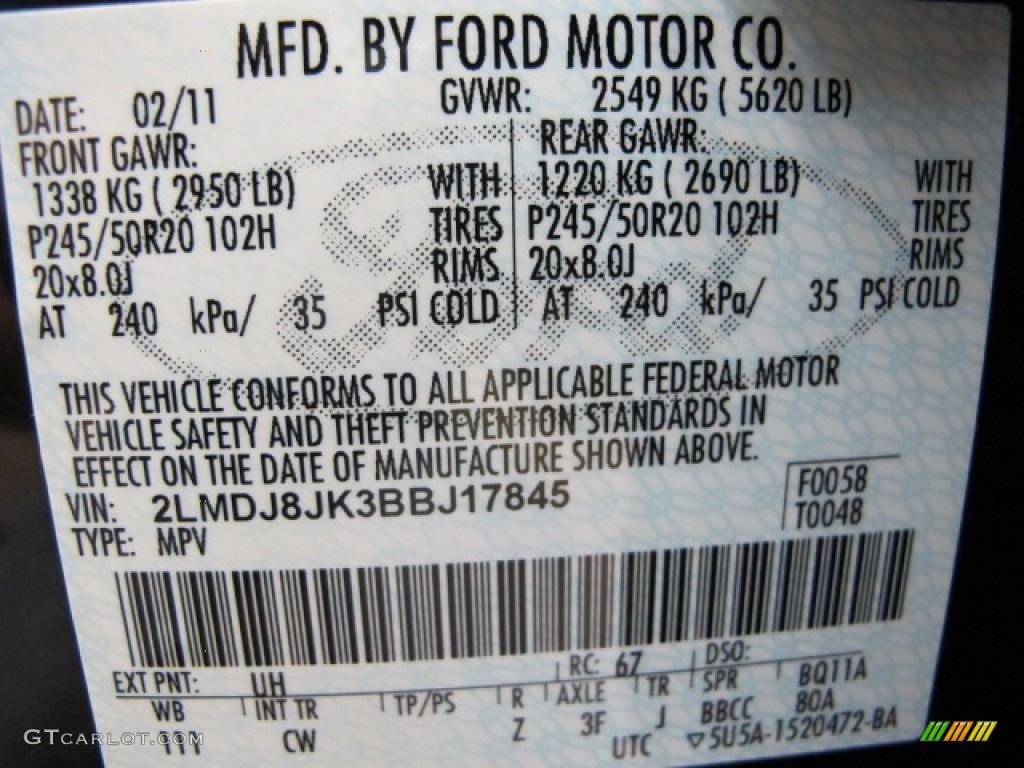 MFD. BY FORD MOTOR CO.
DATE: 02/11 GVWR: 2549 KG ( 5620 LB)
FRONT GAWR: REAR GAWR:
1338 KG ( 2950 LB) WITH 1220 KG ( 2690 LB) WITH
P245/50R20 102H TIRES P245/50R20 102H TIRES
20x8.0J RIMS 20x8.0J RIMS
AT 240 kPa/ 35 PSI COLD AT 240 kPa/ 35 PSI COLD
THIS VEHICLE CONFORMS TO ALL APPLICABLE FEDERAL MOTOR
VEHICLE SAFETY AND THEFT PREVENTION STANDARDS IN
EFFECT ON THE DATE OF MANUFACTURE SHOWN ABOVE.
VIN: 2LMDJ8JK3BBJ17845 F0058
TYPE: MPV T0048
EXT PNT: UH RC: 67 DSO:
WB INT TR TP/PS R AXLE TR SPR BQ11A
CW Z 3F J BBCC 80A
UTC ▽5U5A-1520472-BA
GTCARLOT.COM